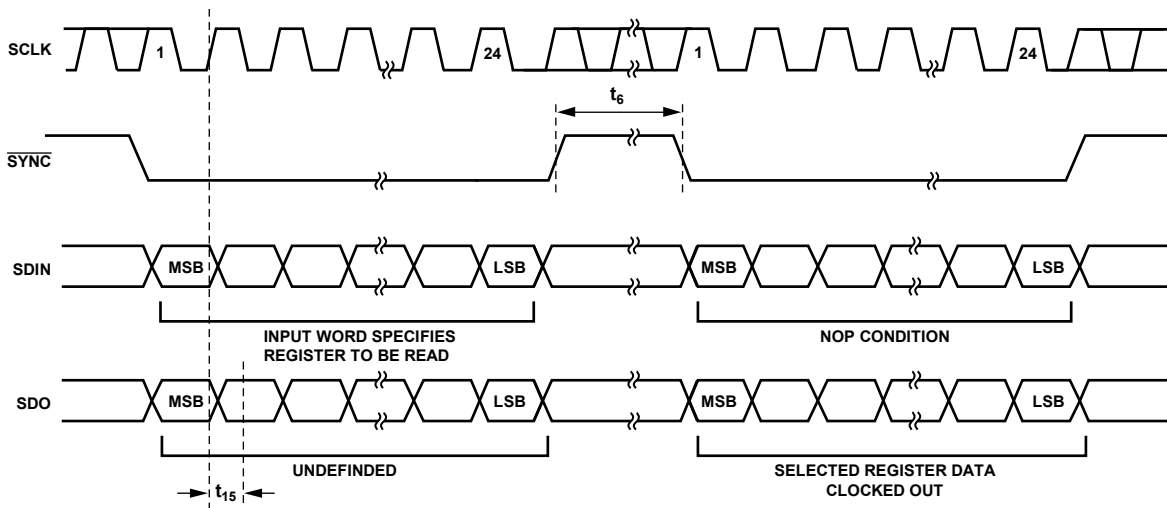 SCLK
1
24
1
24
t6
SYNC
SDIN
MSB
LSB
MSB
LSB
INPUT WORD SPECIFIES
REGISTER TO BE READ
NOP CONDITION
SDO
MSB
LSB
MSB
LSB
UNDEFINDED
SELECTED REGISTER DATA
CLOCKED OUT
t15